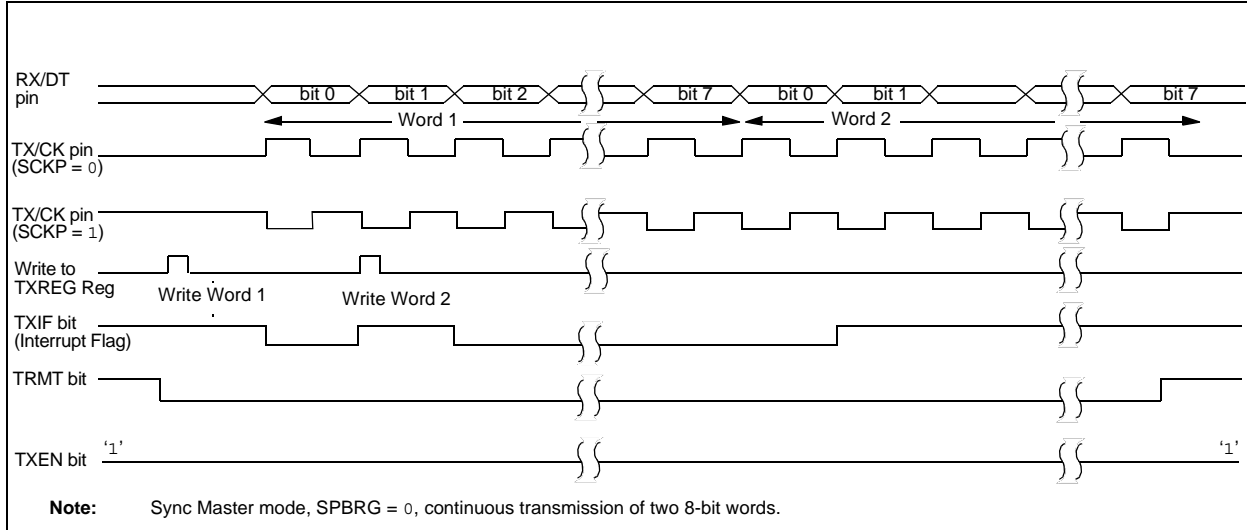 RX/DT
pin
bit 0 bit 1 bit 2 bit 7 bit 0 bit 1 bit 7
Word 1 Word 2
TX/CK pin
(SCKP = 0)
TX/CK pin
(SCKP = 1)
Write to
TXREG Reg
Write Word 1 Write Word 2
TXIF bit
(Interrupt Flag)
TRMT bit
TXEN bit '1' '1'
Note: Sync Master mode, SPBRG = 0, continuous transmission of two 8-bit words.